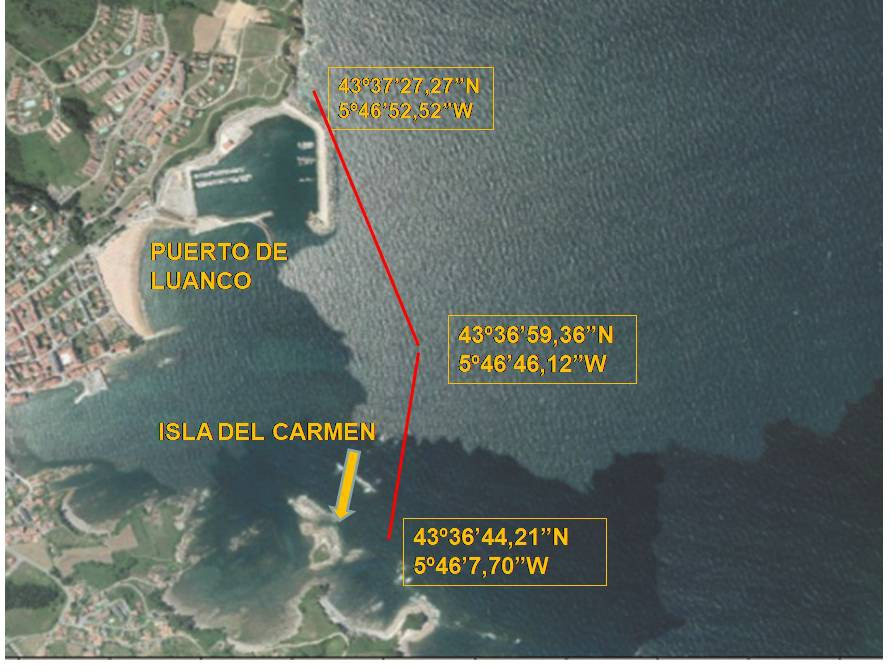 43º37’27,27”N
5º46’52,52”W
PUERTO DE
LUANCO
43º36’59,36”N
5º46’46,12”W
ISLA DEL CARMEN
43º36’44,21”N
5º46’7,70”W